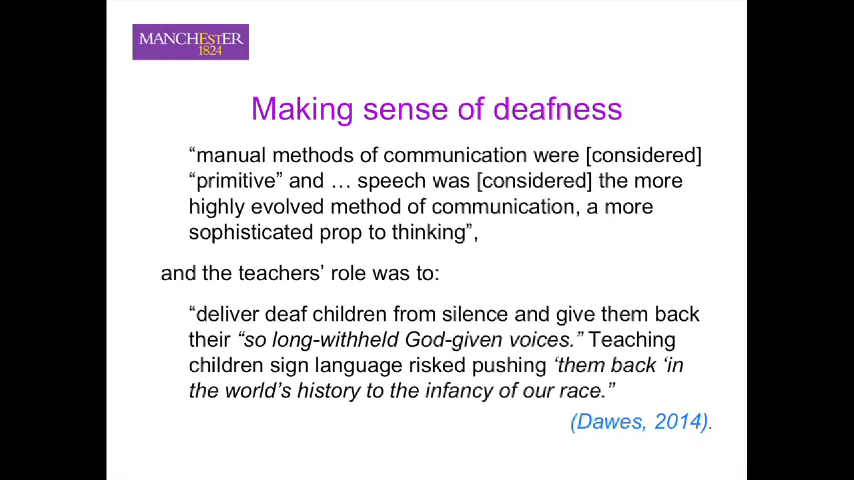 MANCHESTER
1824
Making sense of deafness
“manual methods of communication were [considered]
“primitive” and … speech was [considered] the more
highly evolved method of communication, a more
sophisticated prop to thinking”,
and the teachers’ role was to:
“deliver deaf children from silence and give them back
their “so long-withheld God-given voices.” Teaching
children sign language risked pushing ‘them back ‘in
the world’s history to the infancy of our race.”
(Dawes, 2014).